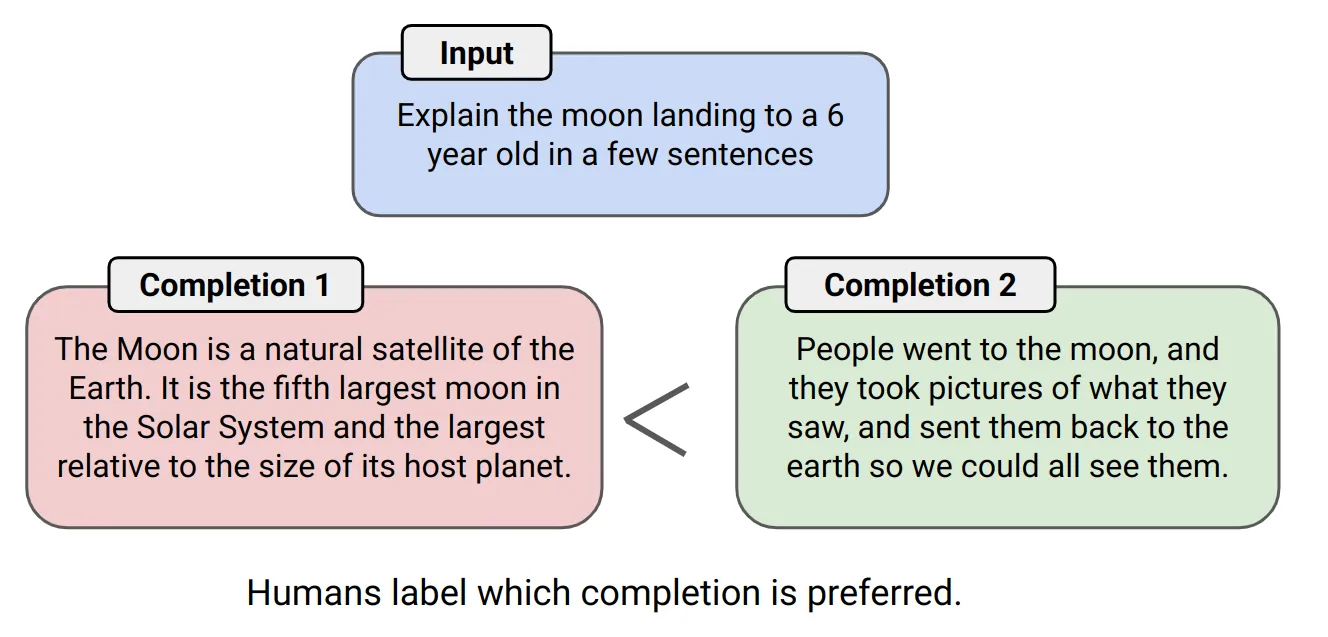 Input
Explain the moon landing to a 6
year old in a few sentences
Completion 1
The Moon is a natural satellite of the
Earth. It is the fifth largest moon in
the Solar System and the largest
relative to the size of its host planet.
<
Completion 2
People went to the moon, and
they took pictures of what they
saw, and sent them back to the
earth so we could all see them.
Humans label which completion is preferred.